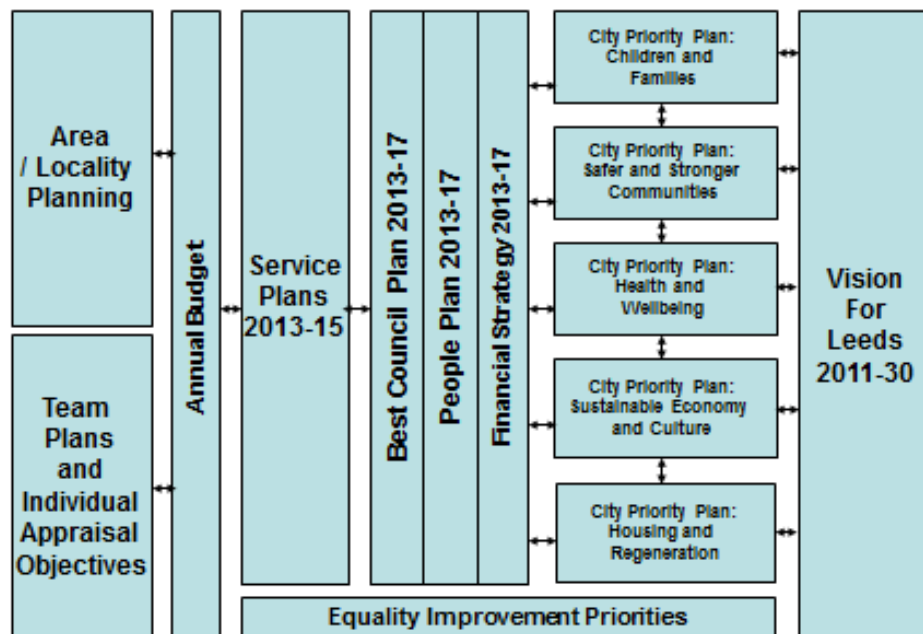 Area
/ Locality
Planning
Team
Plans
and
Individual
Appraisal
Objectives
Annual Budget
Service
Plans
2013-15
Best Council Plan 2013-17
People Plan 2013-17
Financial Strategy 2013-17
City Priority Plan:
Children and
Families
City Priority Plan:
Safer and Stronger
Communities
City Priority Plan:
Health and
Wellbeing
City Priority Plan:
Sustainable Economy
and Culture
City Priority Plan:
Housing and
Regeneration
Vision
For
Leeds
2011-30
Equality Improvement Priorities